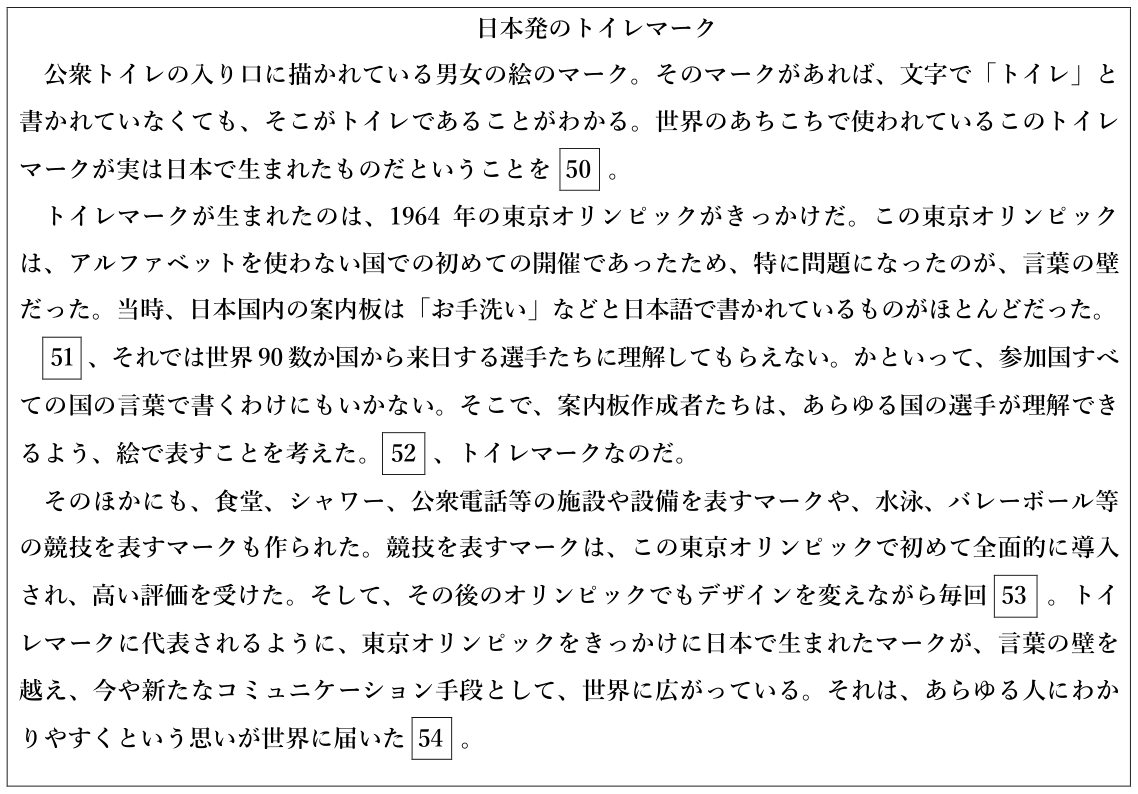 日本発のトイレマーク
公衆トイレの入り口に描かれている男女の絵のマーク。そのマークがあれば、文字で「トイレ」と
書かれていなくても、そこがトイレであることがわかる。世界のあちこちで使われているこのトイレ
マークが実は日本で生まれたものだということを 50 。
トイレマークが生まれたのは、1964 年の東京オリンピックがきっかけだ。この東京オリンピック
は、アルファベットを使わない国での初めての開催であったため、特に問題になったのが、言葉の壁
だった。当時、日本国内の案内板は「お手洗い」などと日本語で書かれているものがほとんどだった。
51 、それでは世界 90 数か国から来日する選手たちに理解してもらえない。かといって、参加国すべ
ての国の言葉で書くわけにもいかない。そこで、案内板作成者たちは、あらゆる国の選手が理解でき
るよう、絵で表すことを考えた。 52 、トイレマークなのだ。
そのほかにも、食堂、シャワー、公衆電話等の施設や設備を表すマークや、水泳、バレーボール等
の競技を表すマークも作られた。競技を表すマークは、この東京オリンピックで初めて全面的に導入
され、高い評価を受けた。そして、その後のオリンピックでもデザインを変えながら毎回 53 。トイ
レマークに代表されるように、東京オリンピックをきっかけに日本で生まれたマークが、言葉の壁を
越え、今や新たなコミュニケーション手段として、世界に広がっている。それは、あらゆる人にわか
りやすくという思いが世界に届いた 54 。